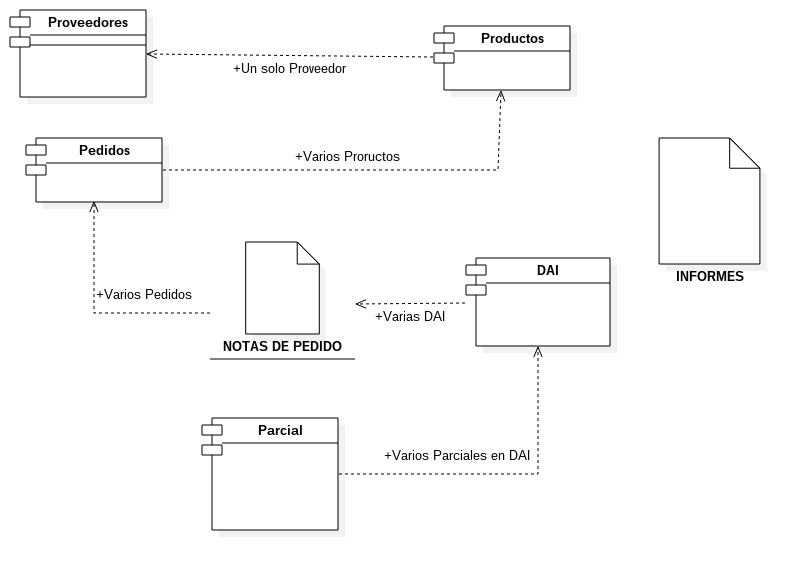 Proveedores
Productos
+Un solo Proveedor
Pedidos
+Varios Proructos
INFORMES
DAI
+Varios Pedidos
+Varias DAI
NOTAS DE PEDIDO
Parcial
+Varios Parciales en DAI